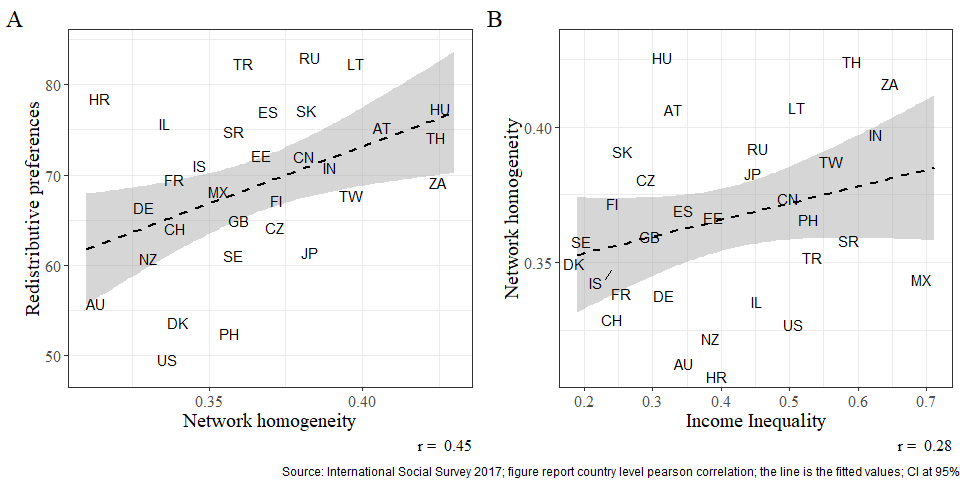 A
B
Redistributive preferences
80
70
60
50
TR
RU
LT
HR
ES
SK
HU
IL
SR
AT
TH
IS
EE
CN
IN
FR
MX
ZA
DE
FI
TW
CH
GB
CZ
NZ
SE
JP
AU
DK
PH
US
0.35
0.40
Network homogeneity
r = 0.45
Network homogeneity
0.40
0.35
HU
TH
ZA
AT
LT
IN
SK
RU
TW
CZ
JP
FI
ES
CN
EE
PH
SE
GB
SR
DK
TR
IS
MX
FR
DE
IL
CH
US
NZ
AU
HR
0.2
0.3
0.4
0.5
0.6
0.7
Income Inequality
r = 0.28
Source: International Social Survey 2017; figure report country level pearson correlation; the line is the fitted values; CI at 95%